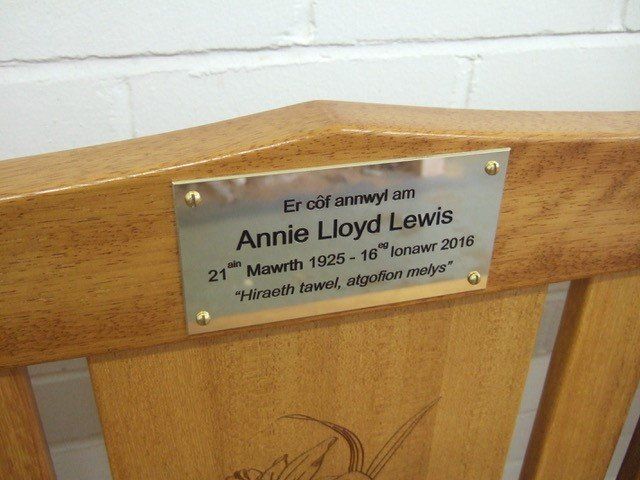 Er côf annwyl am
Annie Lloyd Lewis
21ain Mawrth 1925 - 16eg Ionawr 2016
“Hiraeth tawel, atgofion melys”